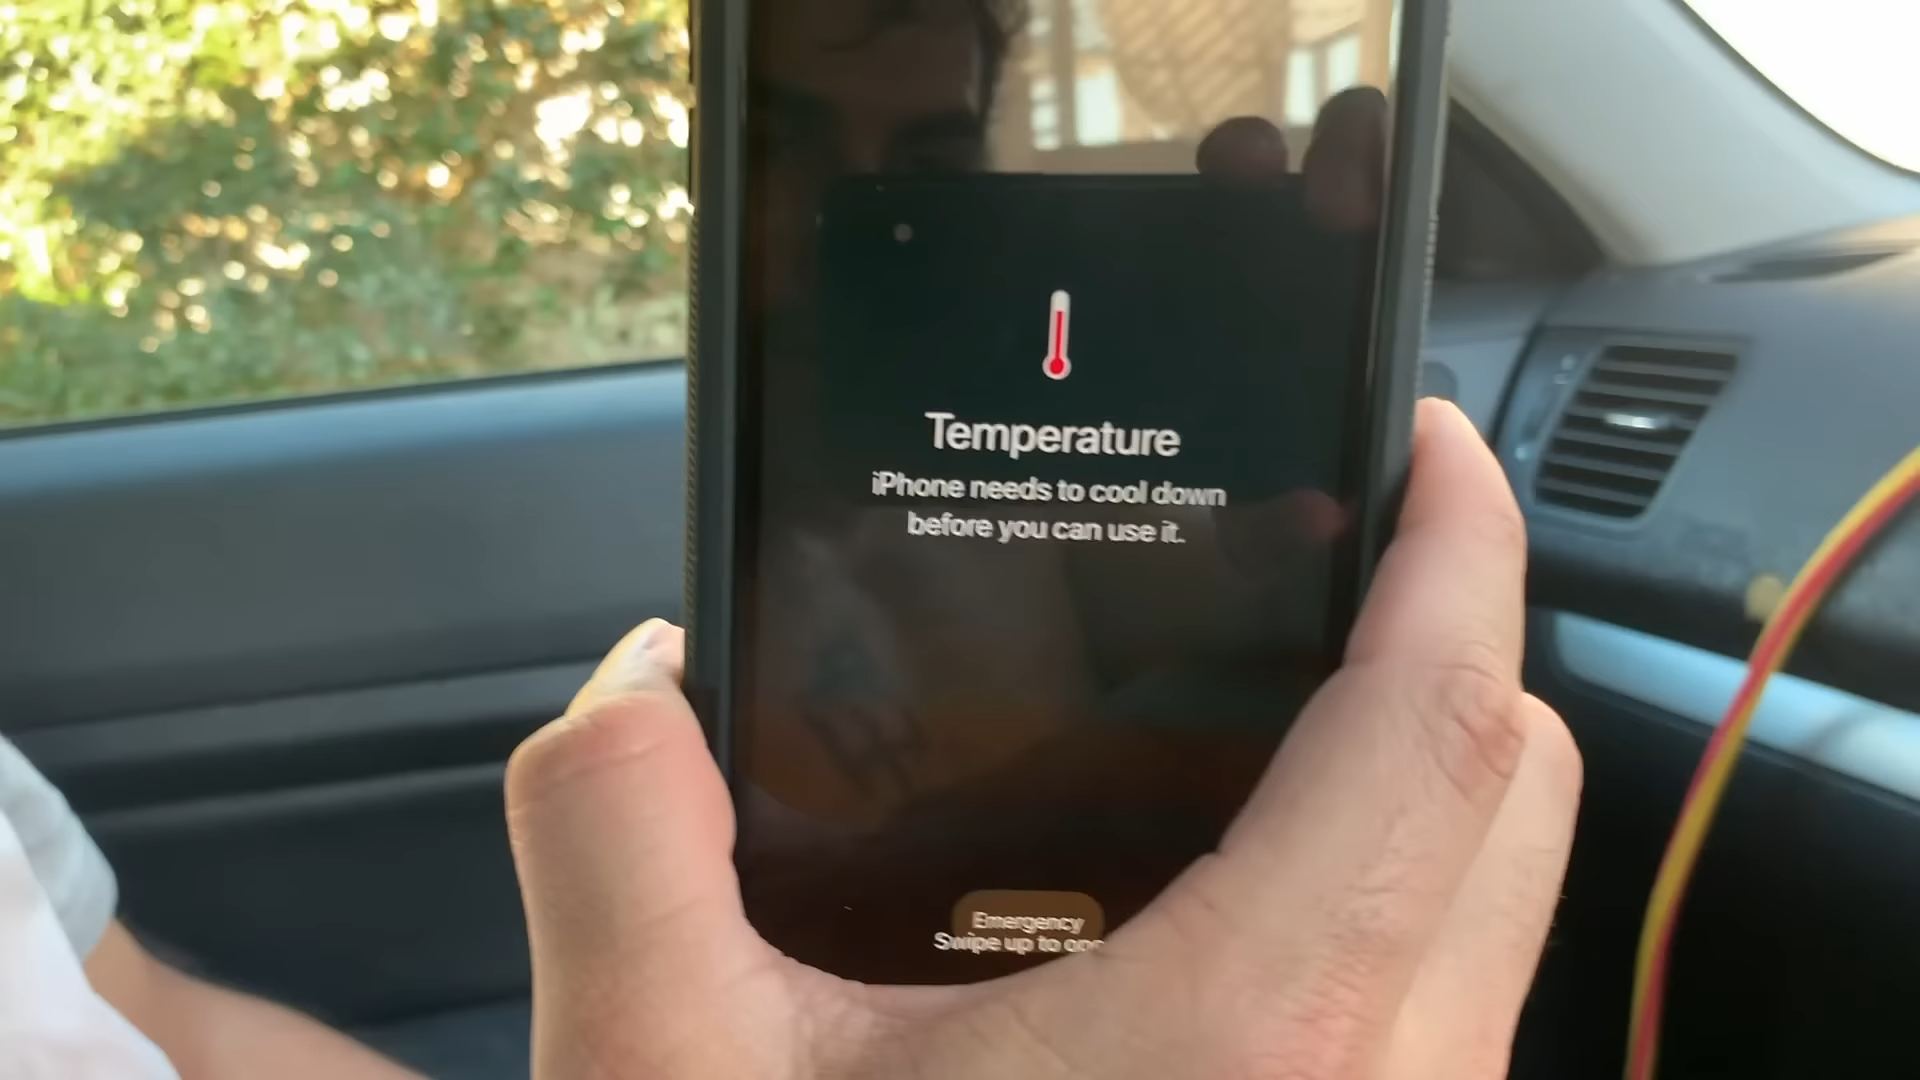 Temperature
iPhone needs to cool down
before you can use it.
Emergency
Swipe up to